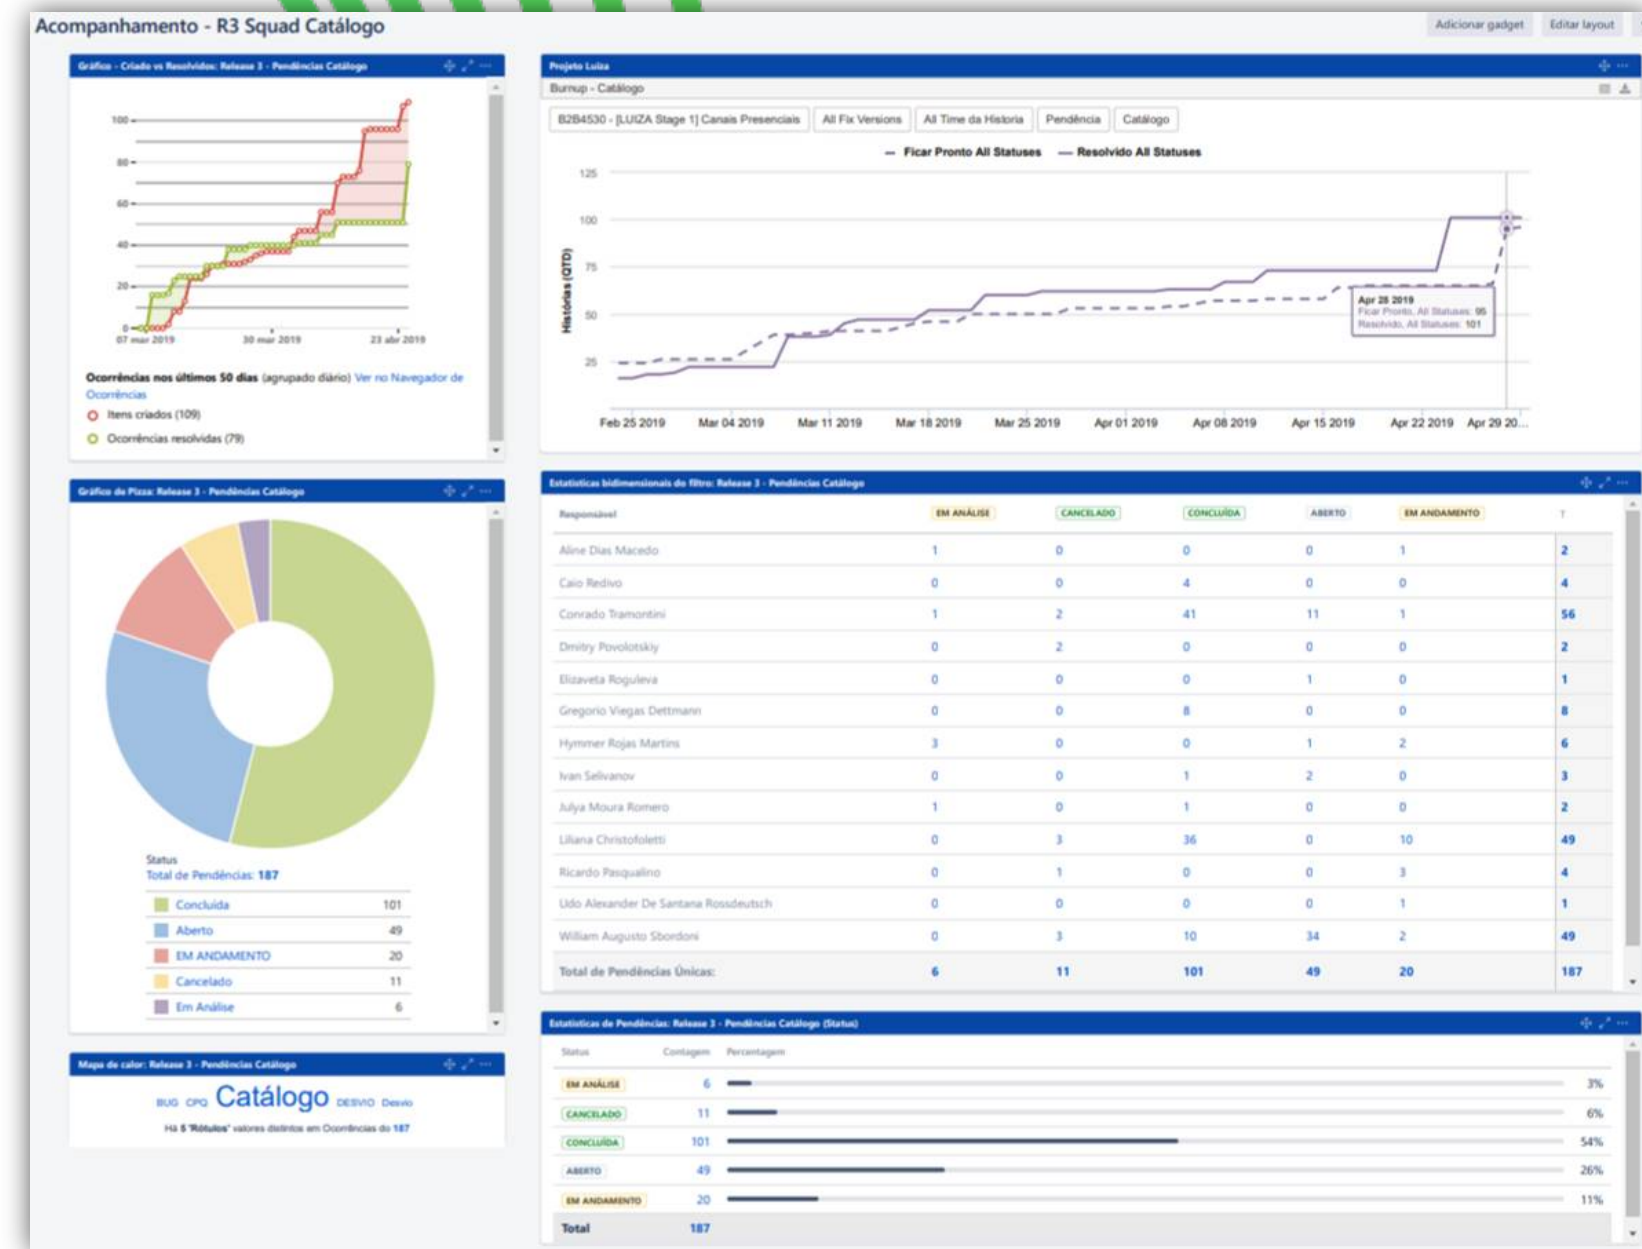 Acompanhamento - R3 Squad Catálogo
Adicionar gadget Editar layout
Gráfico - Criado vs Resolvidos: Release 3 - Pendências Catálogo
100
80
60
40
20
0
07 mar 2019 30 mar 2019 23 abr 2019
Ocorrências nos últimos 50 dias (agrupado diário) Ver no Navegador de
Ocorrências
Itens criados (109)
Ocorrências resolvidas (79)
Projeto Luiza
Burnup - Catálogo
B2B4530 - [LUIZA Stage 1] Canais Presenciais All Fix Versions All Time da Historia Pendência Catálogo
Ficar Pronto All Statuses Resolvido All Statuses
125
100
75
50
25
Histórias (QTD)
Apr 28 2019
Ficar Pronto, All Statuses: 95
Resolvido, All Statuses: 101
Feb 25 2019 Mar 04 2019 Mar 11 2019 Mar 18 2019 Mar 25 2019 Apr 01 2019 Apr 08 2019 Apr 15 2019 Apr 22 2019 Apr 29 20...
Gráfico de Pizza: Release 3 - Pendências Catálogo
Status
Total de Pendências: 187
Concluída 101
Aberto 49
EM ANDAMENTO 20
Cancelado 11
Em Análise 6
Estatísticas bidimensionais do filtro: Release 3 - Pendências Catálogo
Responsável EM ANÁLISE CANCELADO CONCLUÍDA ABERTO EM ANDAMENTO T
Aline Dias Macedo 1 0 0 0 1 2
Caio Redivo 0 0 4 0 0 4
Conrado Tramontini 1 2 41 11 1 56
Dmitry Povolotskiy 0 2 0 0 0 2
Elizaveta Roguleva 0 0 0 1 0 1
Gregorio Viegas Dettmann 0 0 8 0 0 8
Hymmer Rojas Martins 3 0 0 1 2 6
Ivan Selivanov 0 0 1 2 0 3
Julya Moura Romero 1 0 1 0 0 2
Liliana Christofoletti 0 3 36 0 10 49
Ricardo Pasqualino 0 1 0 0 3 4
Udo Alexander De Santana Rossdeutsch 0 0 0 0 1 1
William Augusto Sbordoni 0 3 10 34 2 49
Total de Pendências Únicas: 6 11 101 49 20 187
Mapa de calor: Release 3 - Pendências Catálogo
BUG CPQ Catálogo DESVIO Desvio
Há 5 "Rótulos" valores distintos em Ocorrências do 187
Estatísticas de Pendências: Release 3 - Pendências Catálogo (Status)
Status Contagem Percentagem
EM ANÁLISE 6 3%
CANCELADO 11 6%
CONCLUÍDA 101 54%
ABERTO 49 26%
EM ANDAMENTO 20 11%
Total 187